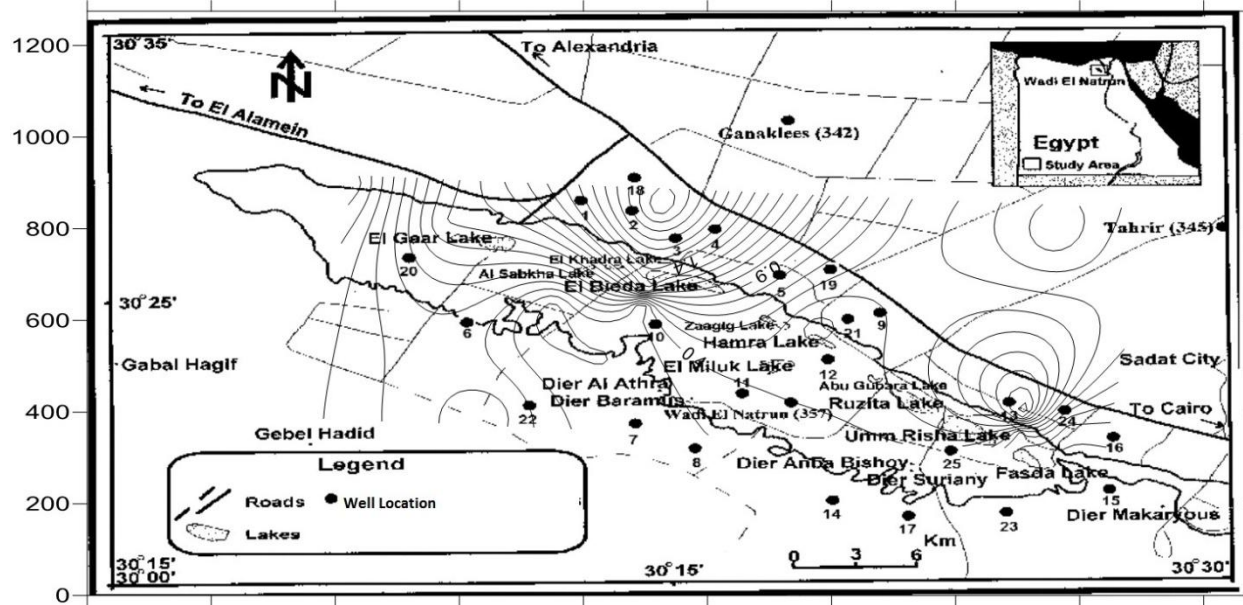 1200
1000
800
600
400
200
0
30°35'
To Alexandria
To El Alamein
N
Ganaklees (342)
Wadi El Natrun
Egypt
Study Area
18
1
2
3
4
Tahrir (345)
El Gaar Lake
20
El Khadra Lake
Al Sabkha Lake
El Bieda Lake
5
19
30°25'
6
10
Zaagig Lake
Hamra Lake
21
9
12
Gabal Hagif
El Miluk Lake
11
Abu Gubara Lake
Ruzita Lake
Sadat City
Dier Al Athra
Dier Baramus
22
Wadi El Natrun (357)
13
24
To Cairo
Gebel Hadid
7
8
Umm Risha Lake
25
16
Dier Anba Bishoy
Dier Suriany
Fasda Lake
15
Dier Makaryous
14
17
23
Legend
Roads
Well Location
Lakes
Km
0 3 6
30°15'
30°00'
30°15'
30°30'